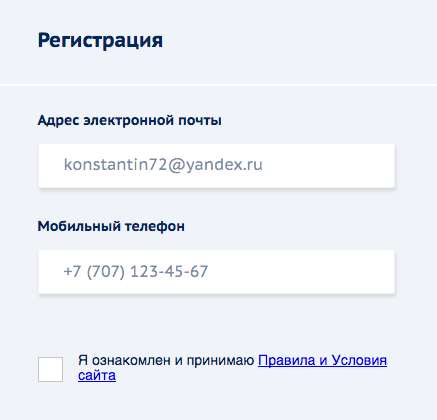 Регистрация
Адрес электронной почты
konstantin72@yandex.ru
Мобильный телефон
+7 (707) 123-45-67
Я ознакомлен и принимаю Правила и Условия
сайта